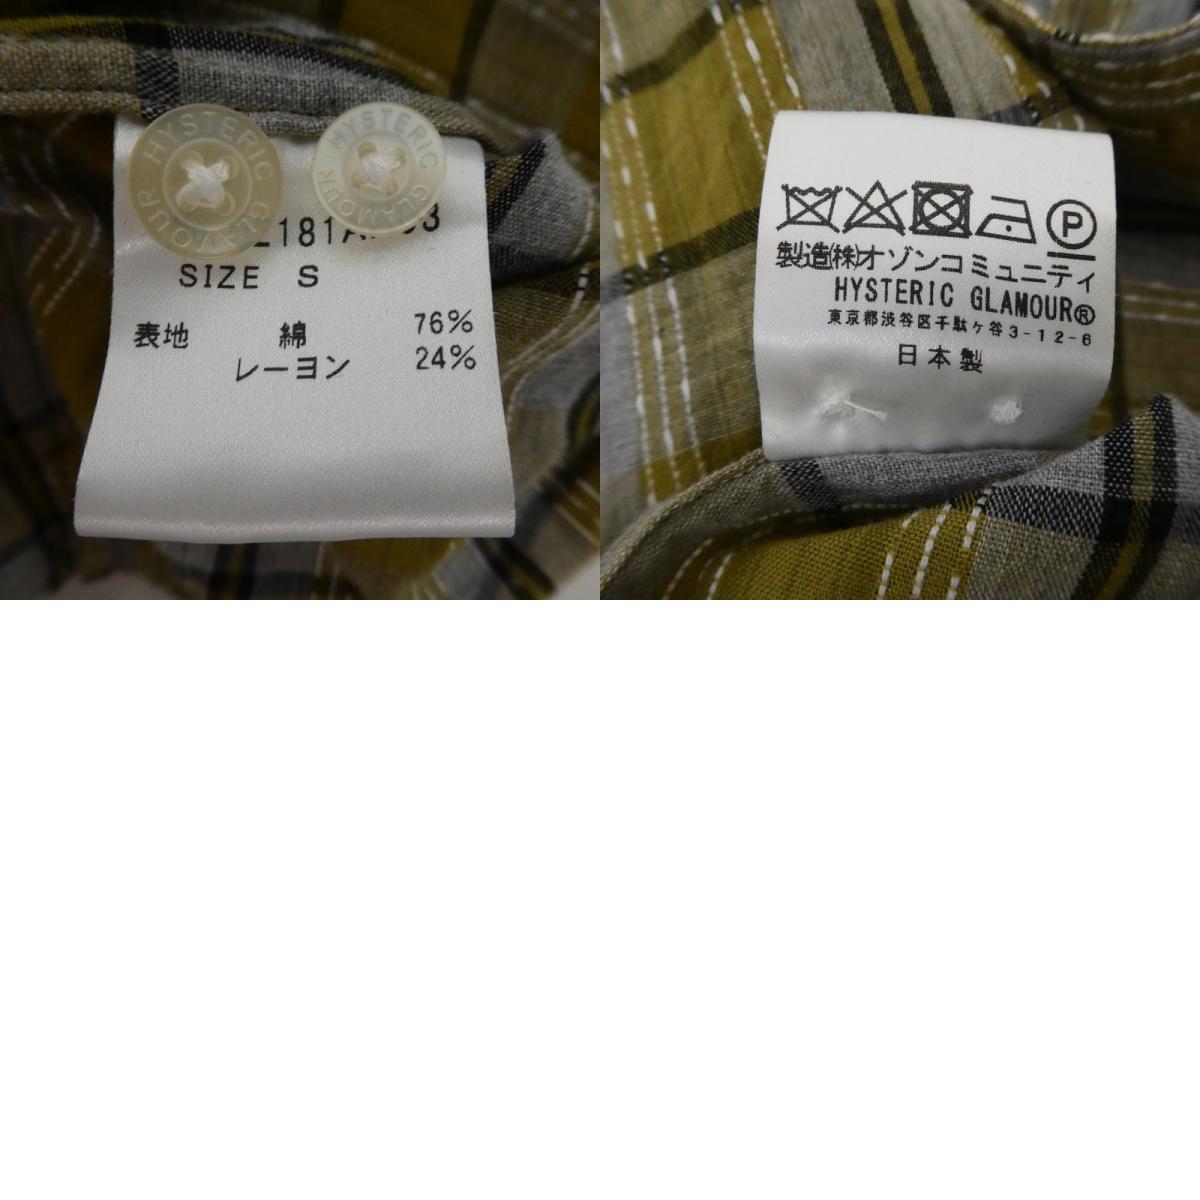 HYSTERIC GLAMOUR
HYSTERIC GLAMOUR
SIZE S
表地 綿 76%
レーヨン 24%
P
製造(株)オゾンコミュニティ
HYSTERIC GLAMOUR®
東京都渋谷区千駄ヶ谷3-12-6
日本製